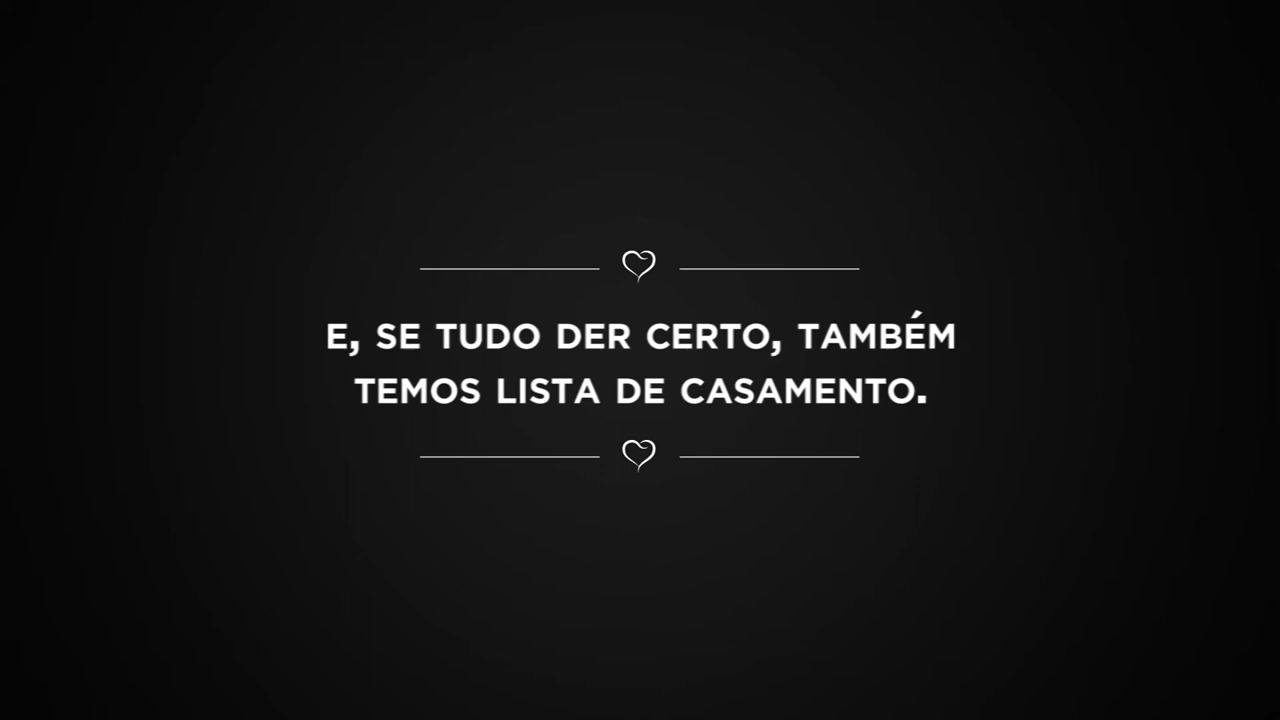 E, SE TUDO DER CERTO, TAMBÉM
TEMOS LISTA DE CASAMENTO.